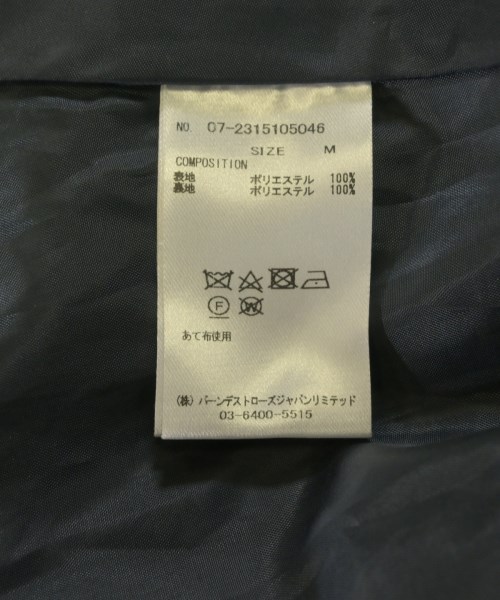 NO. 07-2315105046
SIZE M
COMPOSITION
表地 ポリエステル 100%
裏地 ポリエステル 100%
F W
あて布使用
(株) バーンデストローズジャパンリミテッド
03-6400-5515